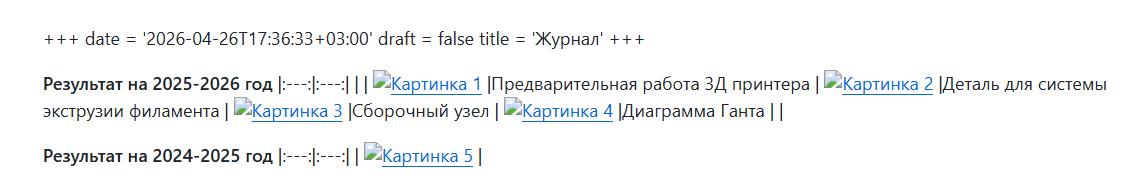 +++ date = '2026-04-26T17:36:33+03:00' draft = false title = 'Журнал' +++
Результат на 2025-2026 год |:---:|:---:| | | Картинка 1 |Предварительная работа 3Д принтера | Картинка 2 |Деталь для системы
экструзии филамента | Картинка 3 |Сборочный узел | Картинка 4 |Диаграмма Ганта | |
Результат на 2024-2025 год |:---:|:---:| | Картинка 5 |